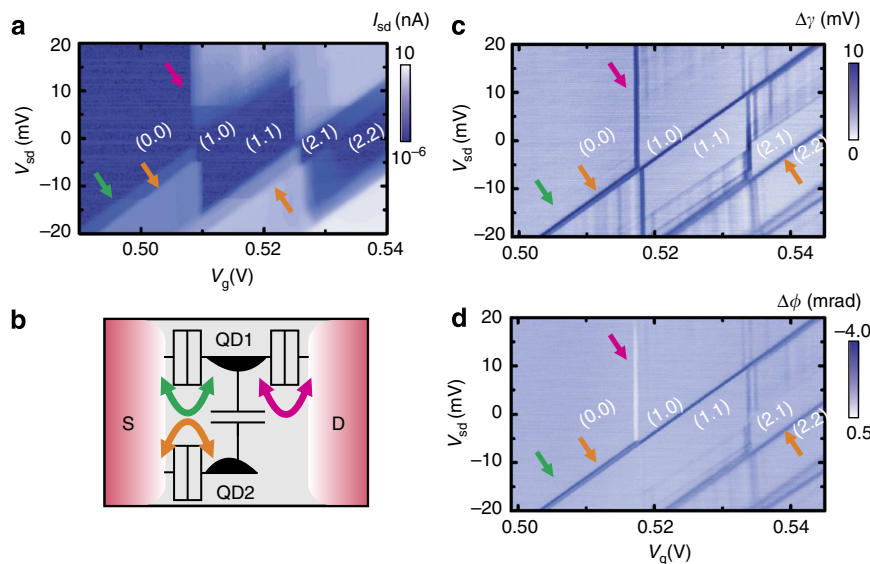 a
I_sd (nA)
20
10
0
−10
−20
V_sd (mV)
10
10^−6
(0.0)
(1.0)
(1.1)
(2.1)
(2.2)
0.50
0.52
0.54
V_g(V)
b
QD1
S
D
QD2
c
Δγ (mV)
20
10
0
−10
−20
V_sd (mV)
10
0
(0.0)
(1.0)
(1.1)
(2.1)
(2.2)
0.50
0.52
0.54
d
Δϕ (mrad)
20
10
0
−10
−20
V_sd (mV)
−4.0
0.5
(0.0)
(1.0)
(1.1)
(2.1)
(2.2)
0.50
0.52
0.54
V_g(V)